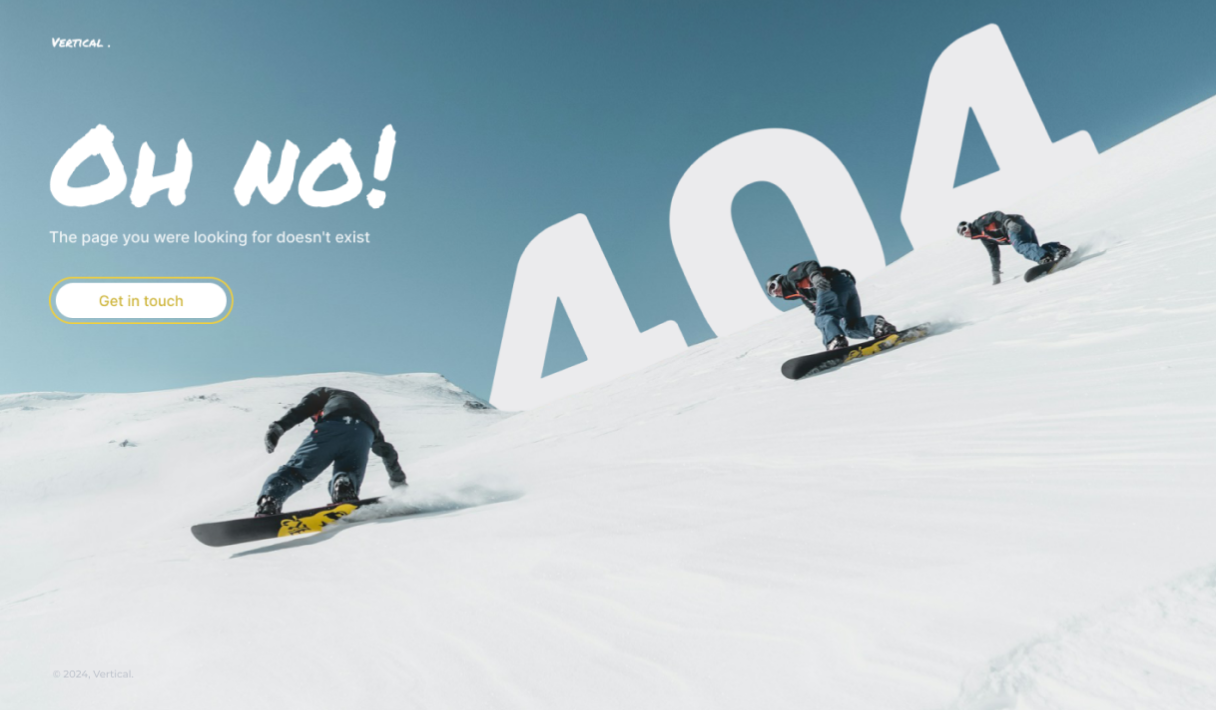 Vertical .
Oh no!
404
The page you were looking for doesn't exist
Get in touch
© 2024, Vertical.